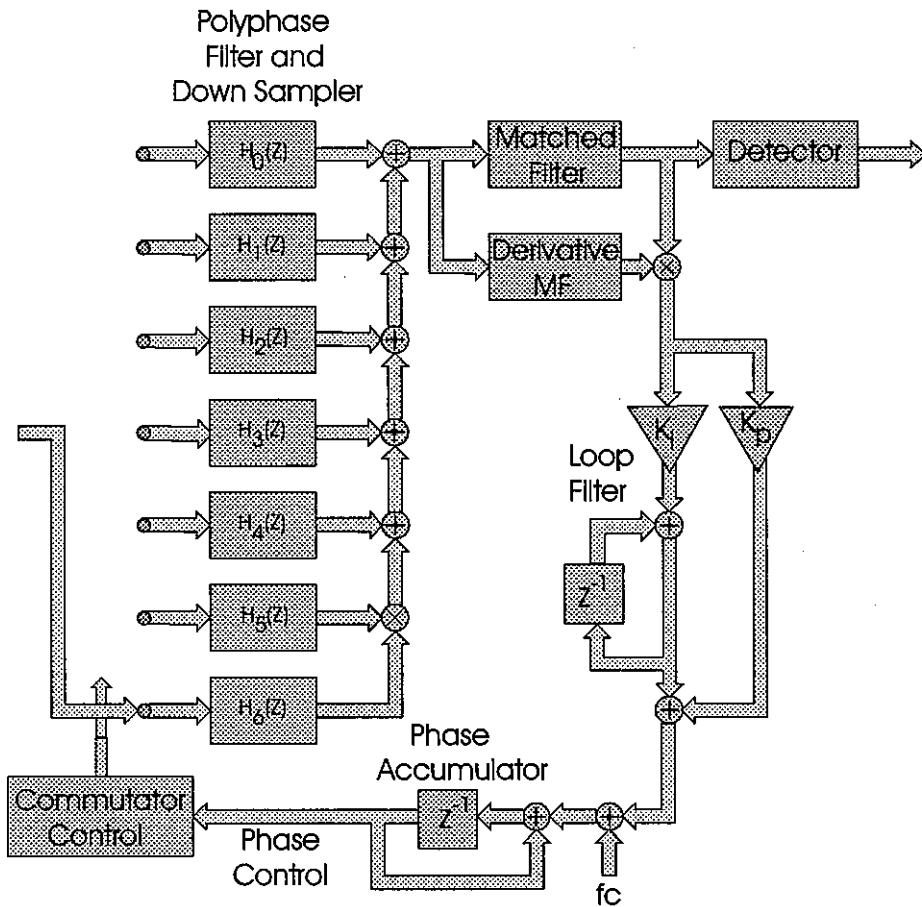 Polyphase
Filter and
Down Sampler
H0(Z)
Matched
Filter
Detector
H1(Z)
Derivative
MF
H2(Z)
H3(Z)
KI
Kp
Loop
Filter
H4(Z)
Z-1
H5(Z)
H6(Z)
Phase
Accumulator
Commutator
Control
Z-1
Phase
Control
fc